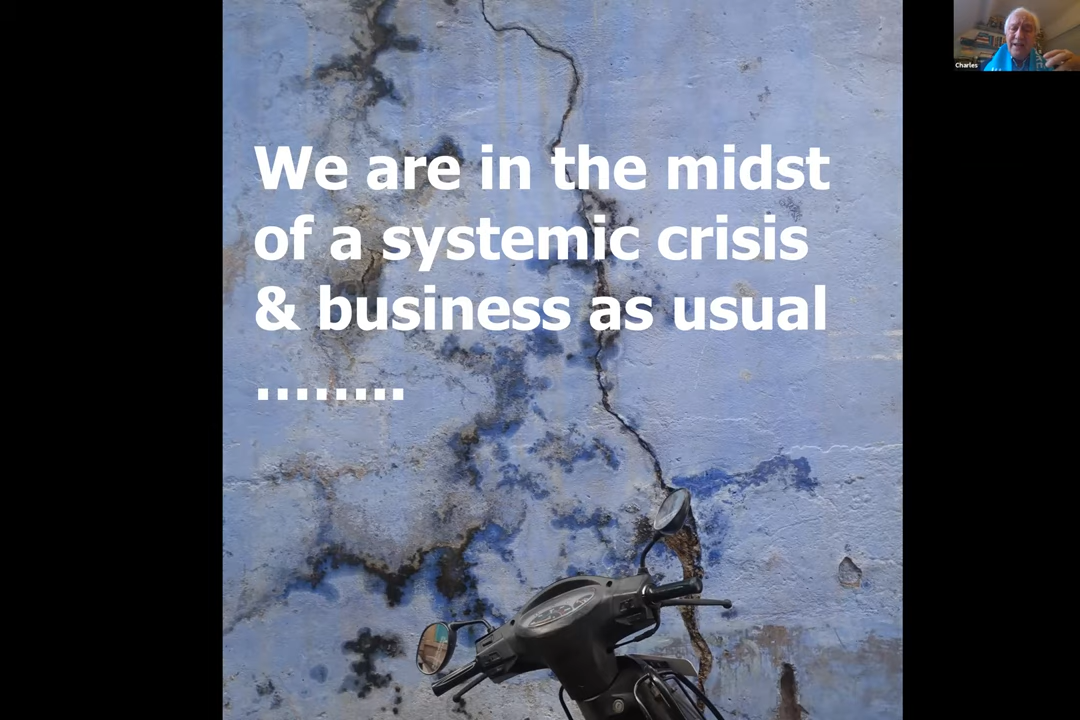 We are in the midst
of a systemic crisis
& business as usual
........
Charles